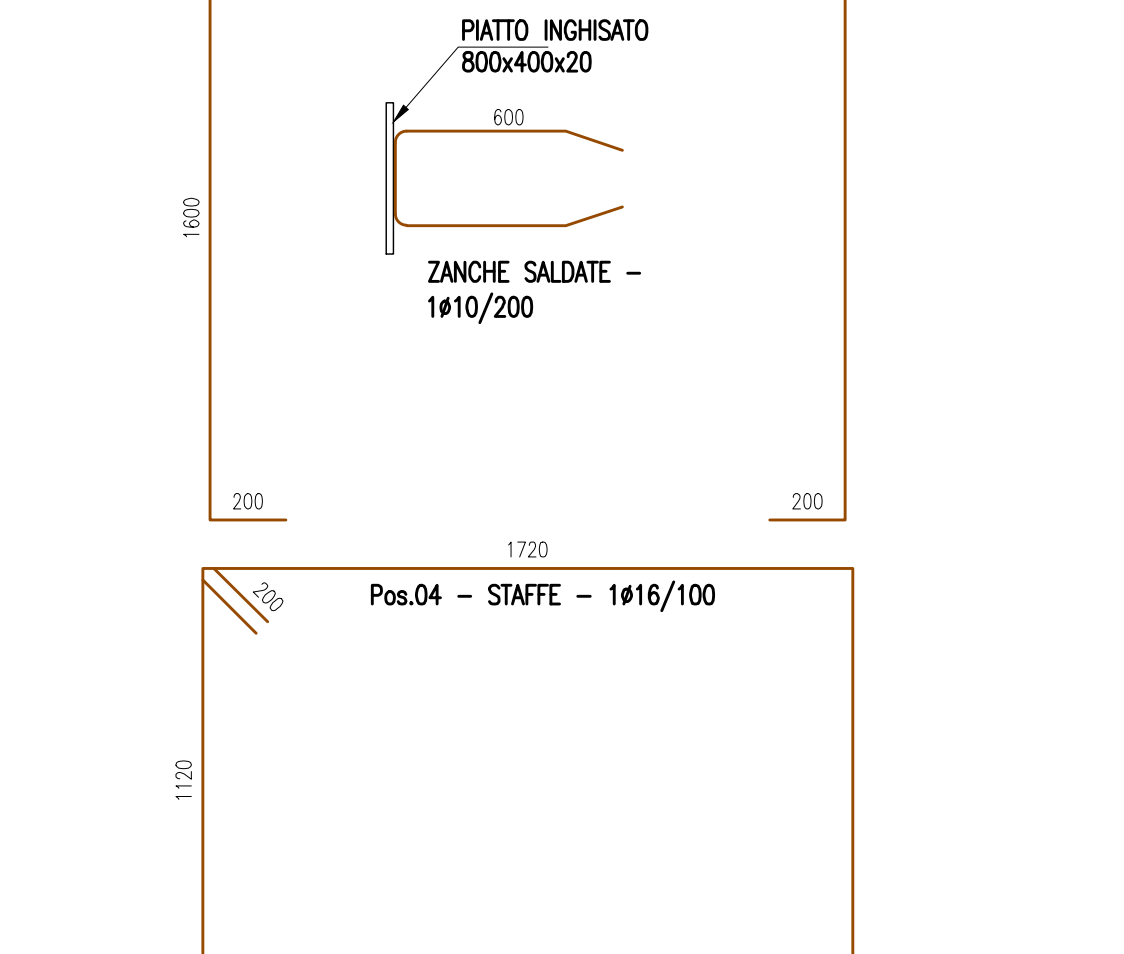 PIATTO INGHISATO
800x400x20
600
1600
ZANCHE SALDATE -
1ø10/200
200
200
1720
200
Pos.04 - STAFFE - 1ø16/100
1120